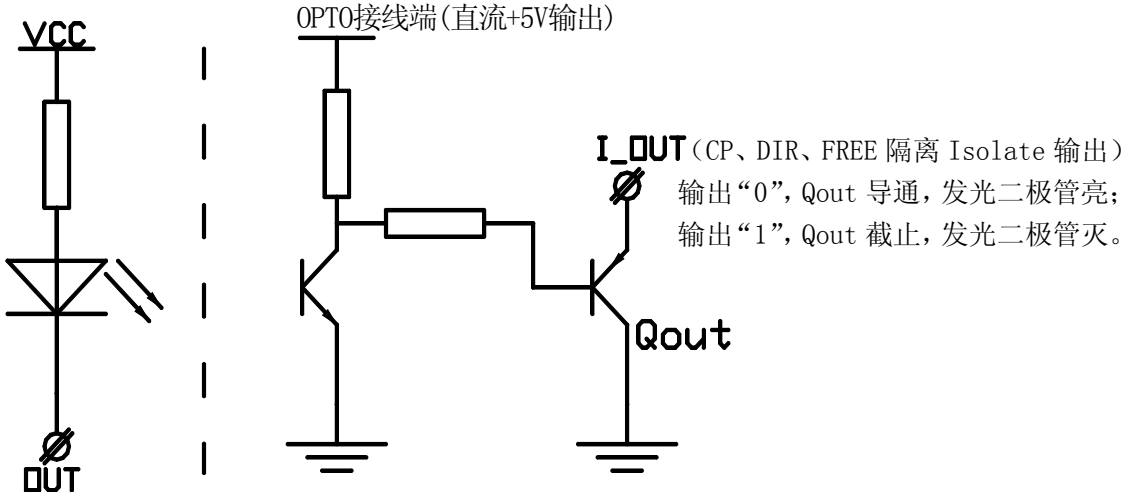 OPTO接线端(直流+5V输出)
VCC
I_OUT(CP、DIR、FREE 隔离 Isolate 输出)
输出“0”, Qout 导通, 发光二极管亮;
输出“1”, Qout 截止, 发光二极管灭。
Qout
OUT